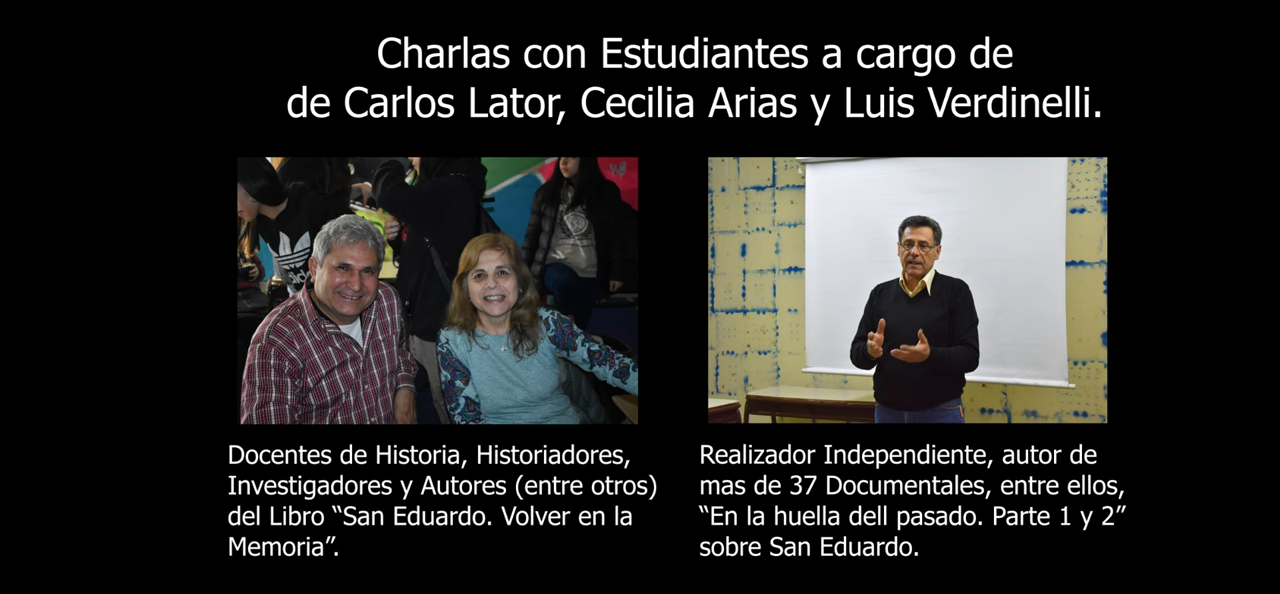 Charlas con Estudiantes a cargo de
de Carlos Lator, Cecilia Arias y Luis Verdinelli.
adidas
Docentes de Historia, Historiadores,
Investigadores y Autores (entre otros)
del Libro “San Eduardo. Volver en la
Memoria”.
Realizador Independiente, autor de
mas de 37 Documentales, entre ellos,
“En la huella dell pasado. Parte 1 y 2”
sobre San Eduardo.